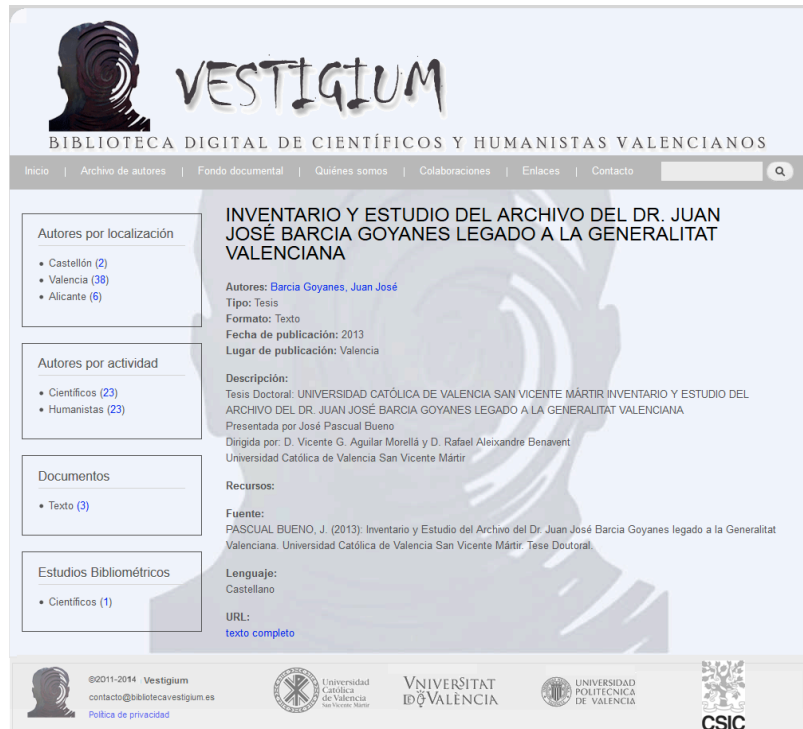 VESTIGIUM
BIBLIOTECA DIGITAL DE CIENTÍFICOS Y HUMANISTAS VALENCIANOS
Inicio | Archivo de autores | Fondo documental | Quiénes somos | Colaboraciones | Enlaces | Contacto
Autores por localización
• Castellón (2)
• Valencia (38)
• Alicante (6)
Autores por actividad
• Científicos (23)
• Humanistas (23)
Documentos
• Texto (3)
Estudios Bibliométricos
• Científicos (1)
INVENTARIO Y ESTUDIO DEL ARCHIVO DEL DR. JUAN
JOSÉ BARCIA GOYANES LEGADO A LA GENERALITAT
VALENCIANA
Autores: Barcia Goyanes, Juan José
Tipo: Tesis
Formato: Texto
Fecha de publicación: 2013
Lugar de publicación: Valencia
Descripción:
Tesis Doctoral: UNIVERSIDAD CATÓLICA DE VALENCIA SAN VICENTE MÁRTIR INVENTARIO Y ESTUDIO DEL
ARCHIVO DEL DR. JUAN JOSÉ BARCIA GOYANES LEGADO A LA GENERALITAT VALENCIANA
Presentada por José Pascual Bueno
Dirigida por: D. Vicente G. Aguilar Morellá y D. Rafael Aleixandre Benavent
Universidad Católica de Valencia San Vicente Mártir
Recursos:
Fuente:
PASCUAL BUENO, J. (2013): Inventario y Estudio del Archivo del Dr. Juan José Barcia Goyanes legado a la Generalitat
Valenciana. Universidad Católica de Valencia San Vicente Mártir. Tese Doutoral.
Lenguaje:
Castellano
URL:
texto completo
©2011-2014 Vestigium
contacto@bibliotecavestigium.es
Política de privacidad
Universidad
Católica
de Valencia
San Vicente Mártir
VNIVERSITAT
ID VALÈNCIA
UNIVERSIDAD
POLITECNICA
DE VALENCIA
CSIC